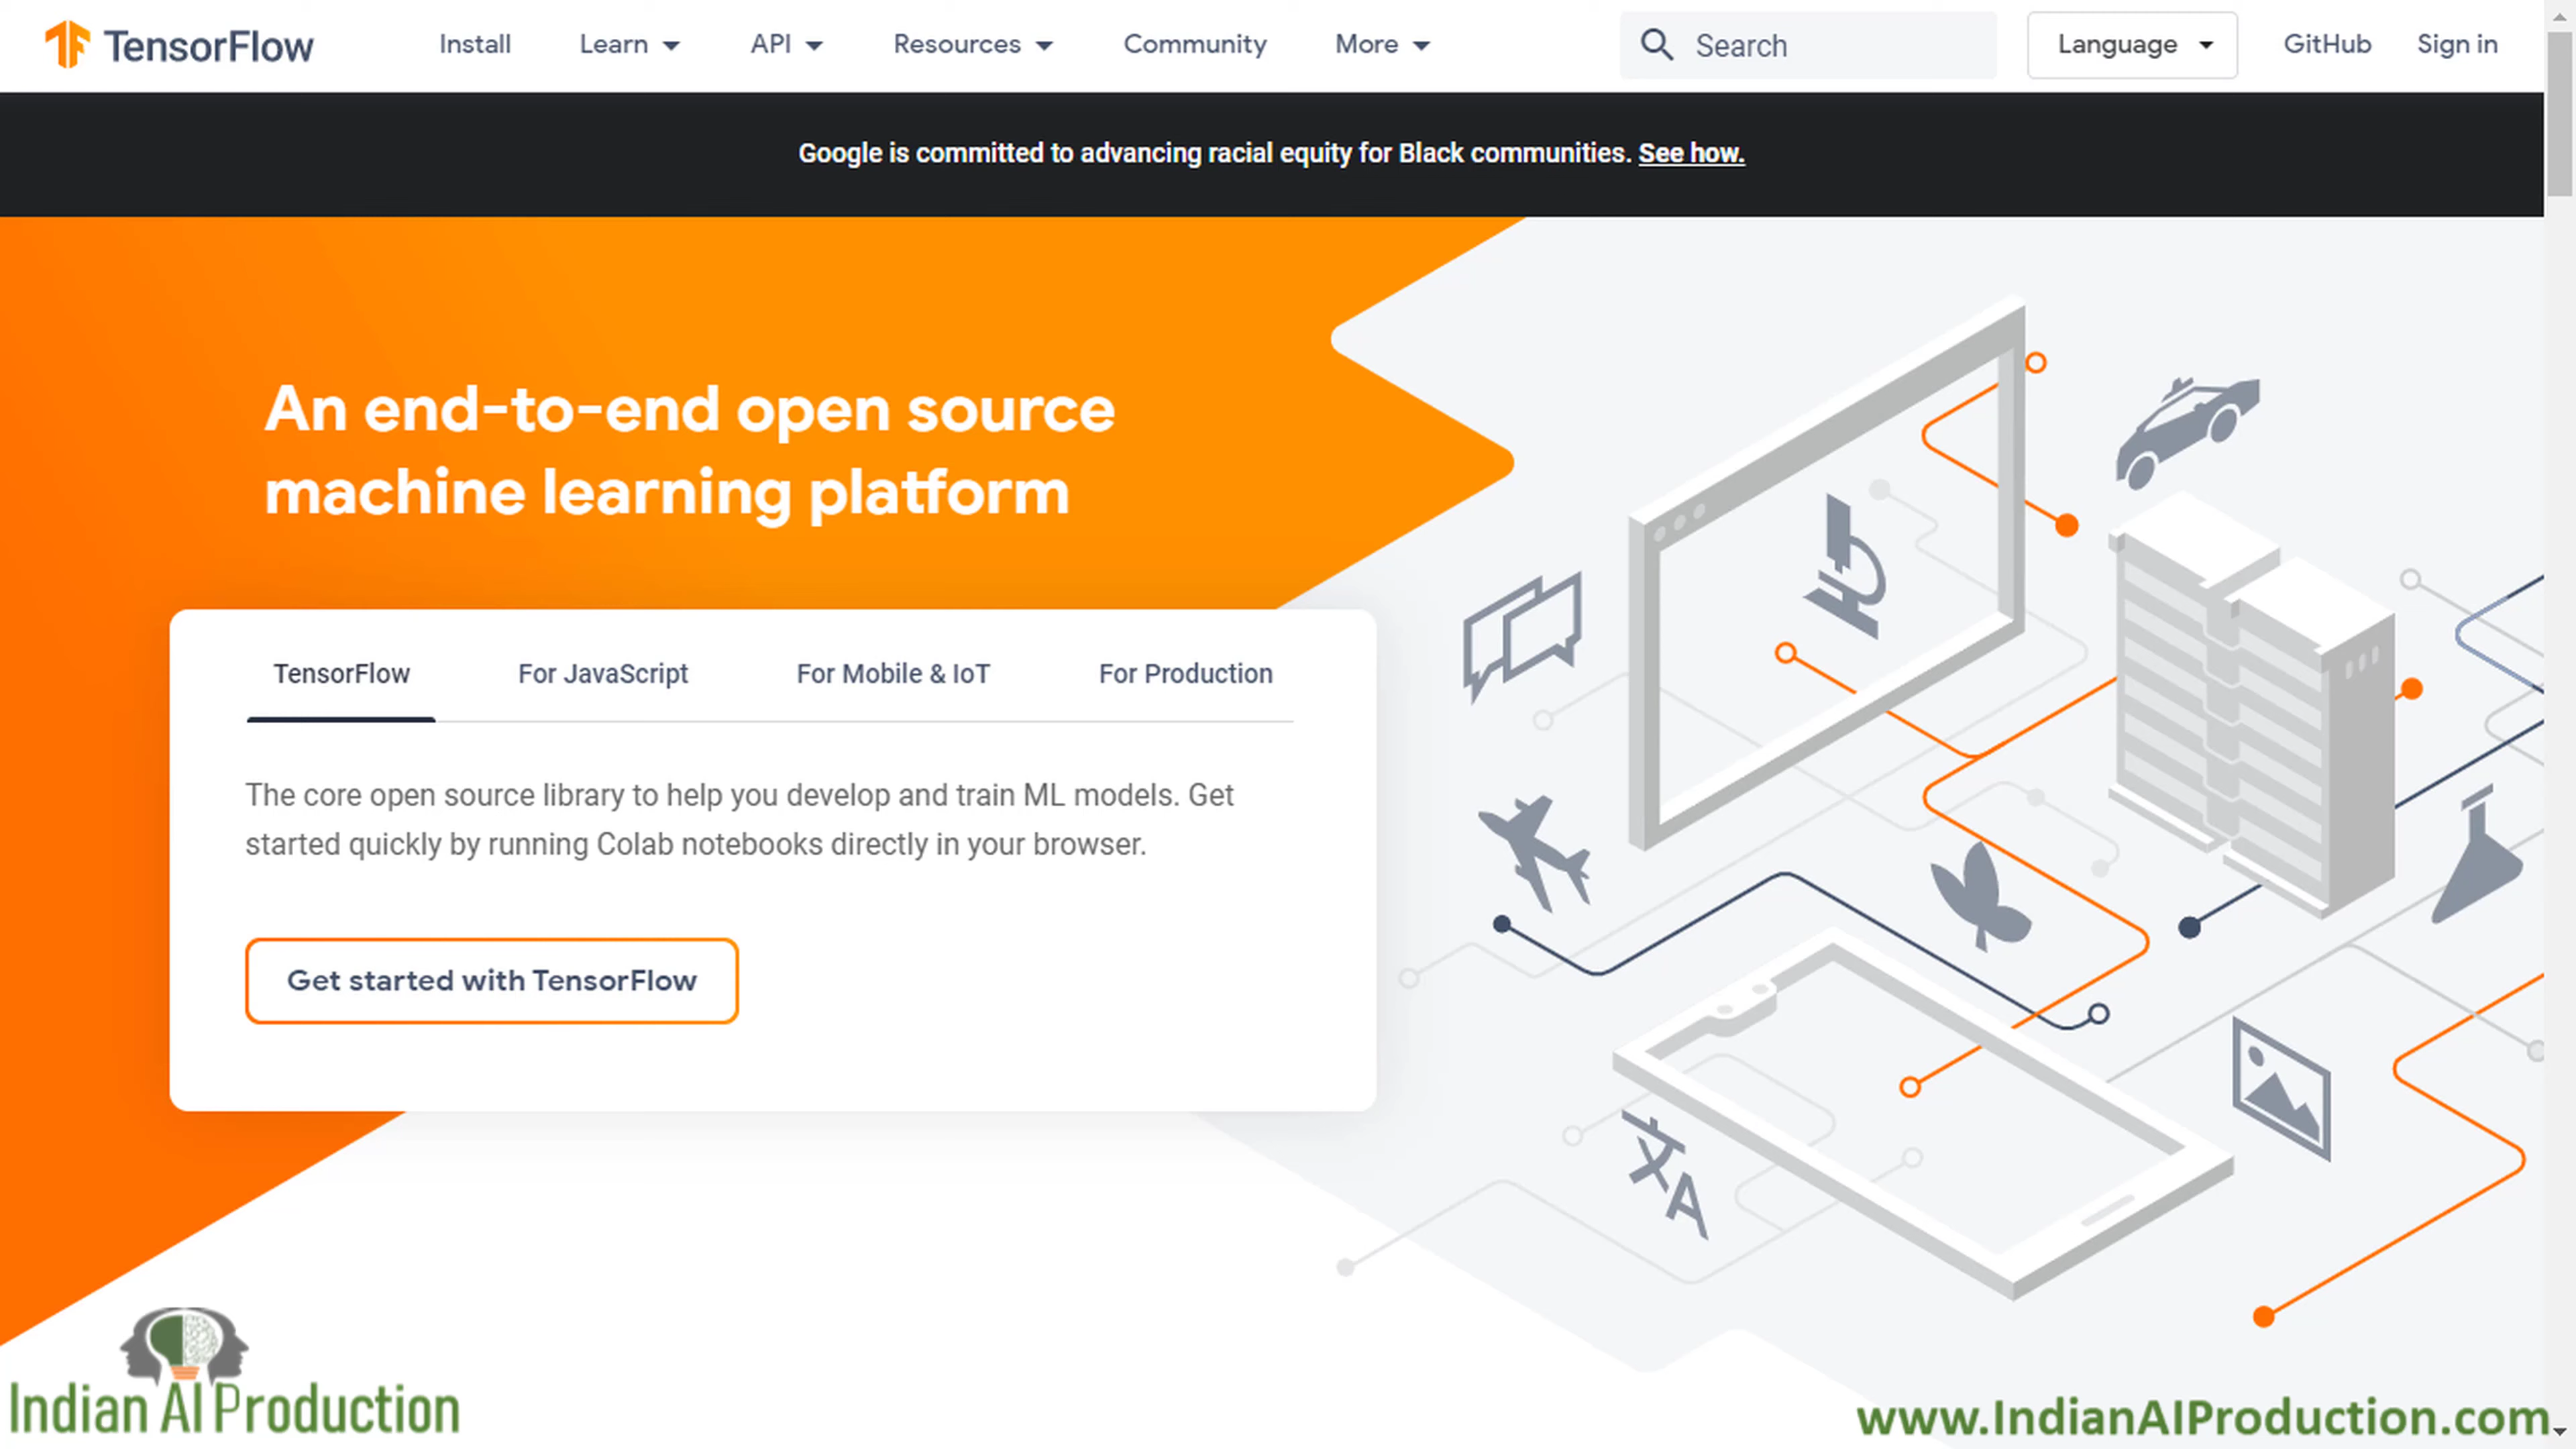 TensorFlow
Install
Learn
API
Resources
Community
More
Search
Language
GitHub
Sign in
Google is committed to advancing racial equity for Black communities. See how.
An end-to-end open source
machine learning platform
TensorFlow
For JavaScript
For Mobile & IoT
For Production
The core open source library to help you develop and train ML models. Get
started quickly by running Colab notebooks directly in your browser.
Get started with TensorFlow
文A
Indian AI Production
www.IndianAIProduction.com